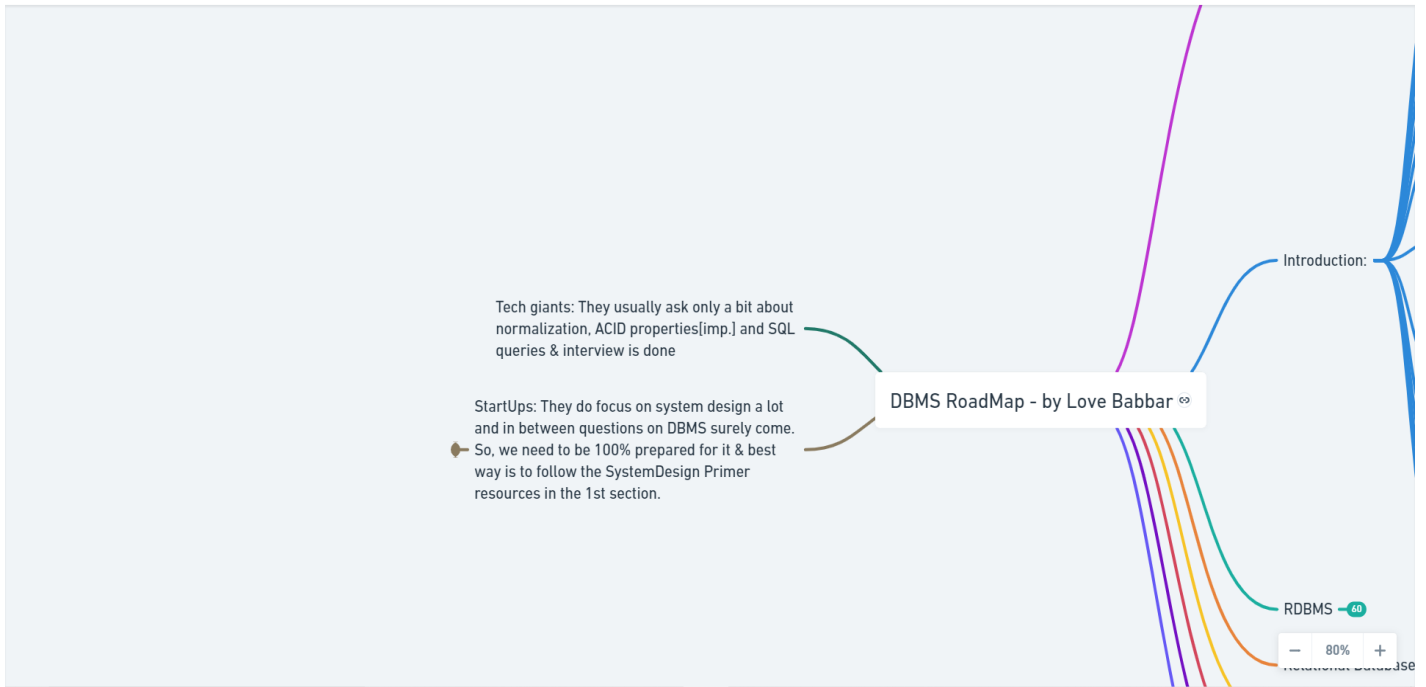 Introduction:
Tech giants: They usually ask only a bit about
normalization, ACID properties[imp.] and SQL
queries & interview is done
DBMS RoadMap - by Love Babbar
StartUps: They do focus on system design a lot
and in between questions on DBMS surely come.
So, we need to be 100% prepared for it & best
way is to follow the SystemDesign Primer
resources in the 1st section.
RDBMS 60
80%
Relational Database